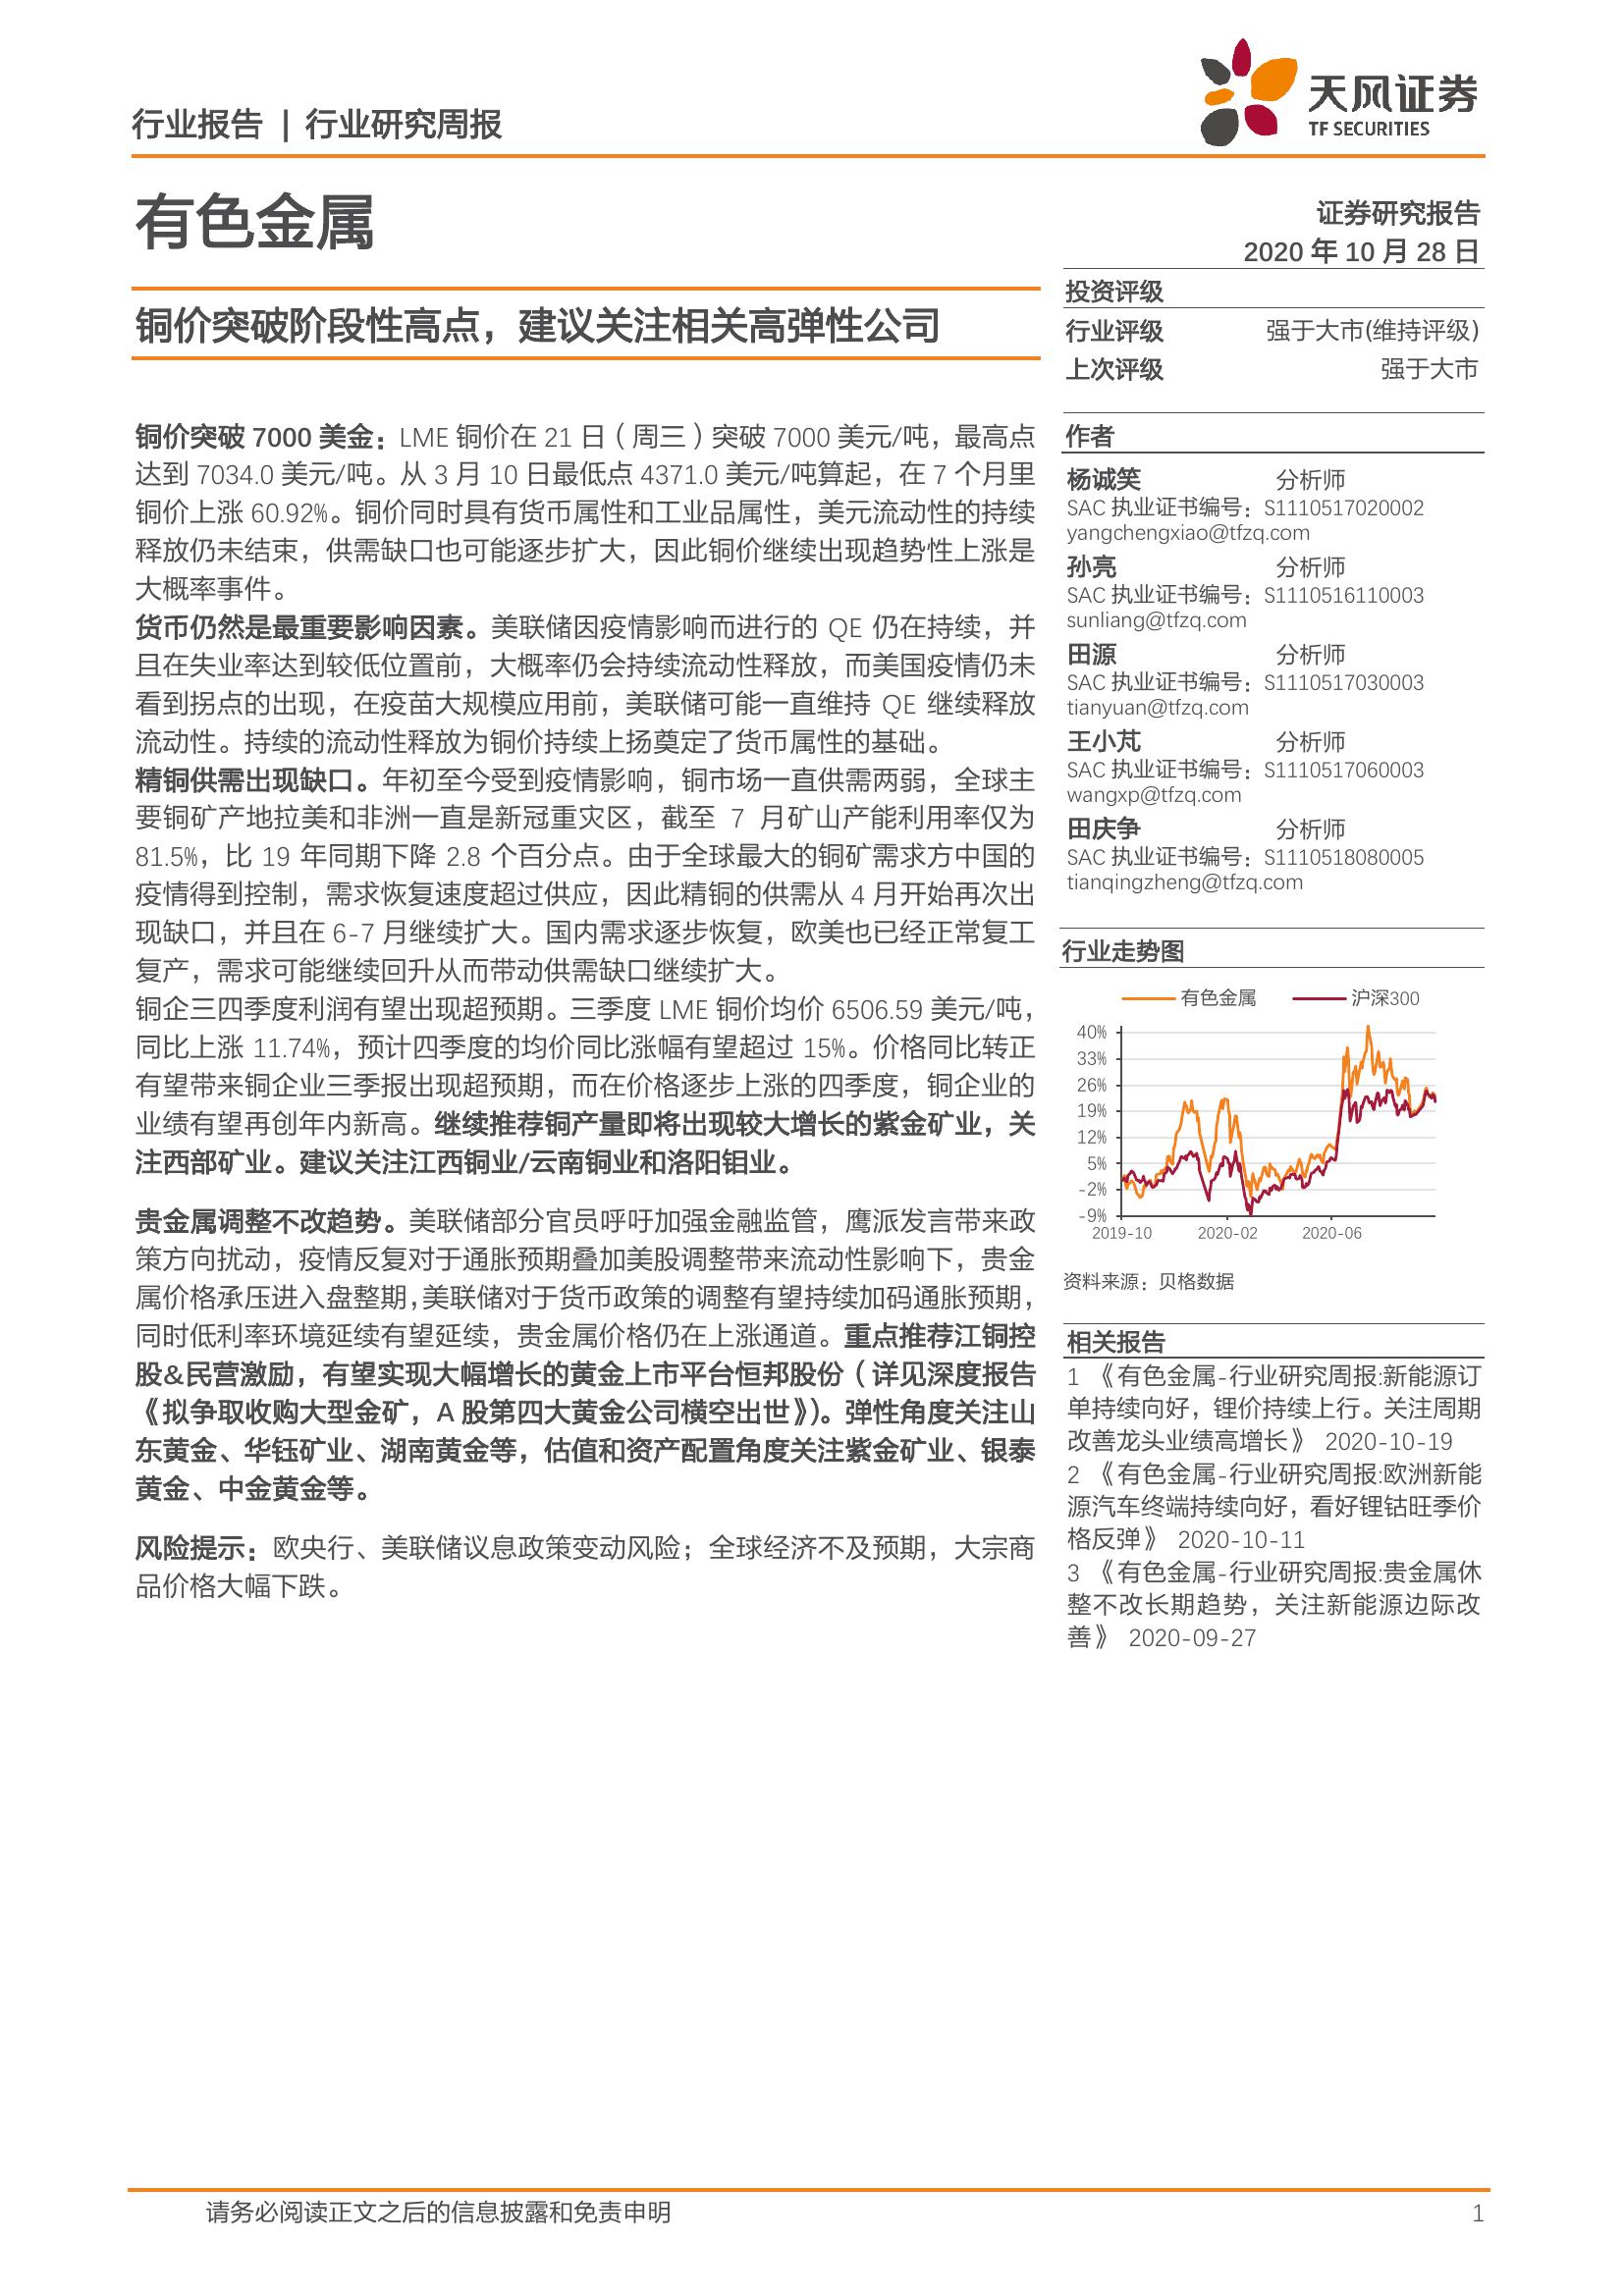 行业报告 | 行业研究周报
天风证券
TF SECURITIES
有色金属
证券研究报告
2020 年 10 月 28 日
铜价突破阶段性高点，建议关注相关高弹性公司
投资评级
行业评级 强于大市(维持评级)
上次评级 强于大市
铜价突破 7000 美金：LME 铜价在 21 日（周三）突破 7000 美元/吨，最高点
达到 7034.0 美元/吨。从 3 月 10 日最低点 4371.0 美元/吨算起，在 7 个月里
铜价上涨 60.92%。铜价同时具有货币属性和工业品属性，美元流动性的持续
释放仍未结束，供需缺口也可能逐步扩大，因此铜价继续出现趋势性上涨是
大概率事件。
货币仍然是最重要影响因素。美联储因疫情影响而进行的 QE 仍在持续，并
且在失业率达到较低位置前，大概率仍会持续流动性释放，而美国疫情仍未
看到拐点的出现，在疫苗大规模应用前，美联储可能一直维持 QE 继续释放
流动性。持续的流动性释放为铜价持续上扬奠定了货币属性的基础。
精铜供需出现缺口。年初至今受到疫情影响，铜市场一直供需两弱，全球主
要铜矿产地拉美和非洲一直是新冠重灾区，截至 7 月矿山产能利用率仅为
81.5%，比 19 年同期下降 2.8 个百分点。由于全球最大的铜矿需求方中国的
疫情得到控制，需求恢复速度超过供应，因此精铜的供需从 4 月开始再次出
现缺口，并且在 6-7 月继续扩大。国内需求逐步恢复，欧美也已经正常复工
复产，需求可能继续回升从而带动供需缺口继续扩大。
铜企三四季度利润有望出现超预期。三季度 LME 铜价均价 6506.59 美元/吨，
同比上涨 11.74%，预计四季度的均价同比涨幅有望超过 15%。价格同比转正
有望带来铜企业三季报出现超预期，而在价格逐步上涨的四季度，铜企业的
业绩有望再创年内新高。继续推荐铜产量即将出现较大增长的紫金矿业，关
注西部矿业。建议关注江西铜业/云南铜业和洛阳钼业。
贵金属调整不改趋势。美联储部分官员呼吁加强金融监管，鹰派发言带来政
策方向扰动，疫情反复对于通胀预期叠加美股调整带来流动性影响下，贵金
属价格承压进入盘整期，美联储对于货币政策的调整有望持续加码通胀预期，
同时低利率环境延续有望延续，贵金属价格仍在上涨通道。重点推荐江铜控
股&民营激励，有望实现大幅增长的黄金上市平台恒邦股份（详见深度报告
《拟争取收购大型金矿，A 股第四大黄金公司横空出世》）。弹性角度关注山
东黄金、华钰矿业、湖南黄金等，估值和资产配置角度关注紫金矿业、银泰
黄金、中金黄金等。
风险提示：欧央行、美联储议息政策变动风险；全球经济不及预期，大宗商
品价格大幅下跌。
作者
杨诚笑 分析师
SAC 执业证书编号：S1110517020002
yangchengxiao@tfzq.com
孙亮 分析师
SAC 执业证书编号：S1110516110003
sunliang@tfzq.com
田源 分析师
SAC 执业证书编号：S1110517030003
tianyuan@tfzq.com
王小芃 分析师
SAC 执业证书编号：S1110517060003
wangxp@tfzq.com
田庆争 分析师
SAC 执业证书编号：S1110518080005
tianqingzheng@tfzq.com
行业走势图
有色金属 沪深300
40%
33%
26%
19%
12%
5%
-2%
-9%
2019-10 2020-02 2020-06
资料来源：贝格数据
相关报告
1 《有色金属-行业研究周报:新能源订
单持续向好，锂价持续上行。关注周期
改善龙头业绩高增长》 2020-10-19
2 《有色金属-行业研究周报:欧洲新能
源汽车终端持续向好，看好锂钴旺季价
格反弹》 2020-10-11
3 《有色金属-行业研究周报:贵金属休
整不改长期趋势，关注新能源边际改
善》 2020-09-27
请务必阅读正文之后的信息披露和免责申明 1